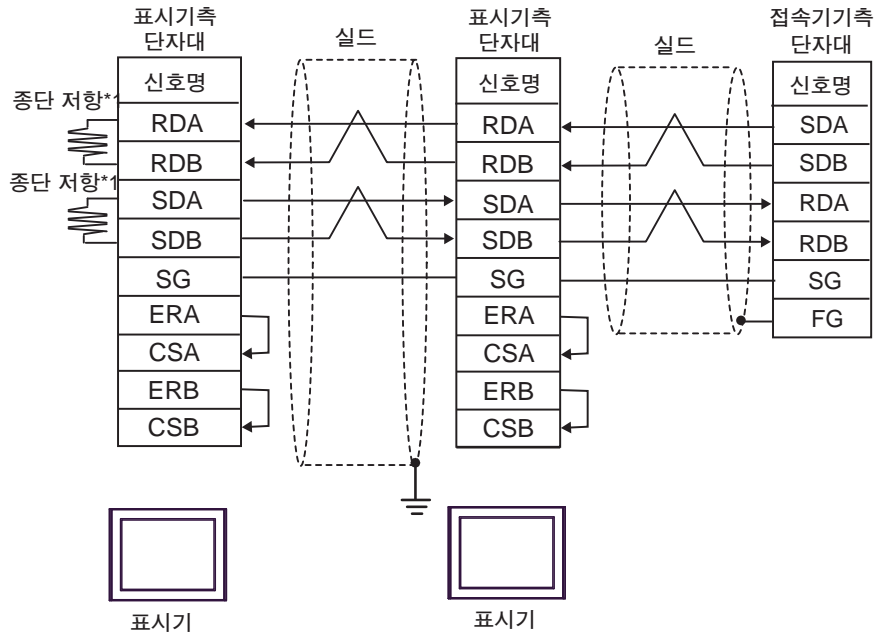 표시기측
단자대
신호명
RDA
RDB
SDA
SDB
SG
ERA
CSA
ERB
CSB
종단 저항*1
종단 저항*1
실드
표시기측
단자대
신호명
RDA
RDB
SDA
SDB
SG
ERA
CSA
ERB
CSB
실드
접속기기측
단자대
신호명
SDA
SDB
RDA
RDB
SG
FG
표시기
표시기